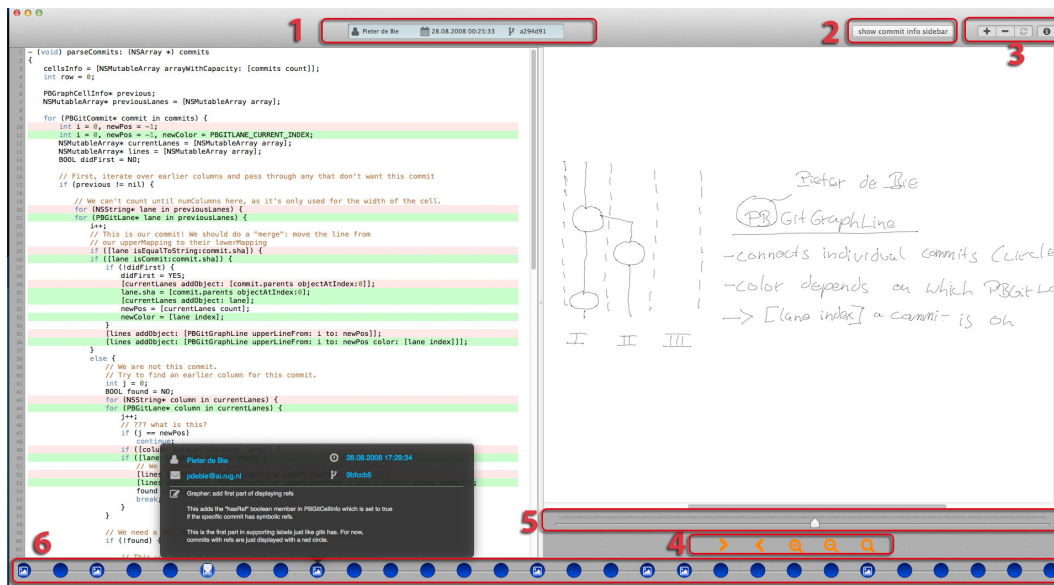 1
Pieter de Bie 28.08.2008 00:25:33 a294d91
2
show commit info sidebar
3
- (void) parseCommits: (NSArray *) commits
{
cellsInfo = [NSMutableArray arrayWithCapacity: [commits count]];
int row = 0;
PBGraphCellInfo* previous;
NSMutableArray* previousLanes = [NSMutableArray array];
for (PBGitCommit* commit in commits) {
int i = 0, newPos = -1;
int i = 0, newPos = -1, newColor = PBGITLANE_CURRENT_INDEX;
NSMutableArray* currentLanes = [NSMutableArray array];
NSMutableArray* lines = [NSMutableArray array];
BOOL didFirst = NO;
// First, iterate over earlier columns and pass through any that don't want this commit
if (previous != nil) {
// We can't count until numColumns here, as it's only used for the width of the cell.
for (NSString* lane in previousLanes) {
for (PBGitLane* lane in previousLanes) {
i++;
// This is our commit! We should do a "merge": move the line from
// our upperMapping to their lowerMapping
if ([lane isEqualToString:commit.sha]) {
if ([lane isCommit:commit.sha]) {
if (!didFirst) {
didFirst = YES;
[currentLanes addObject: [commit.parents objectAtIndex:0]];
lane.sha = [commit.parents objectAtIndex:0];
[currentLanes addObject: lane];
newPos = [currentLanes count];
newColor = [lane index];
}
[lines addObject: [PBGitGraphLine upperLineFrom: i to: newPos]];
[lines addObject: [PBGitGraphLine upperLineFrom: i to: newPos color: [lane index]]];
}
else {
// We are not this commit.
// Try to find an earlier column for this commit.
int j = 0;
BOOL found = NO;
for (NSString* column in currentLanes) {
for (PBGitLane* column in currentLanes) {
j++;
// ??? what is this?
if (j == newPos)
continue;
if ([colu
if ([lane
// We
[lines
[lines
found
break;
}
}
// We need a
if (!found) {
// This
Pieter de Bie 28.08.2008 17:29:34
pdebie@ai.rug.nl 9bfccb5
Grapher: add first part of displaying refs
This adds the "hasRef" boolean member in PBGitCellInfo which is set to true
if the specific commit has symbolic refs.
This is the first part in supporting labels just like gitk has. For now,
commits with refs are just displayed with a red circle.
Pieter de Bie
PB GitGraphLine
-connects individual commits (circle
-color depends on which PBGitLa
-> [lane index] a commit is on
I II III
5
4
6